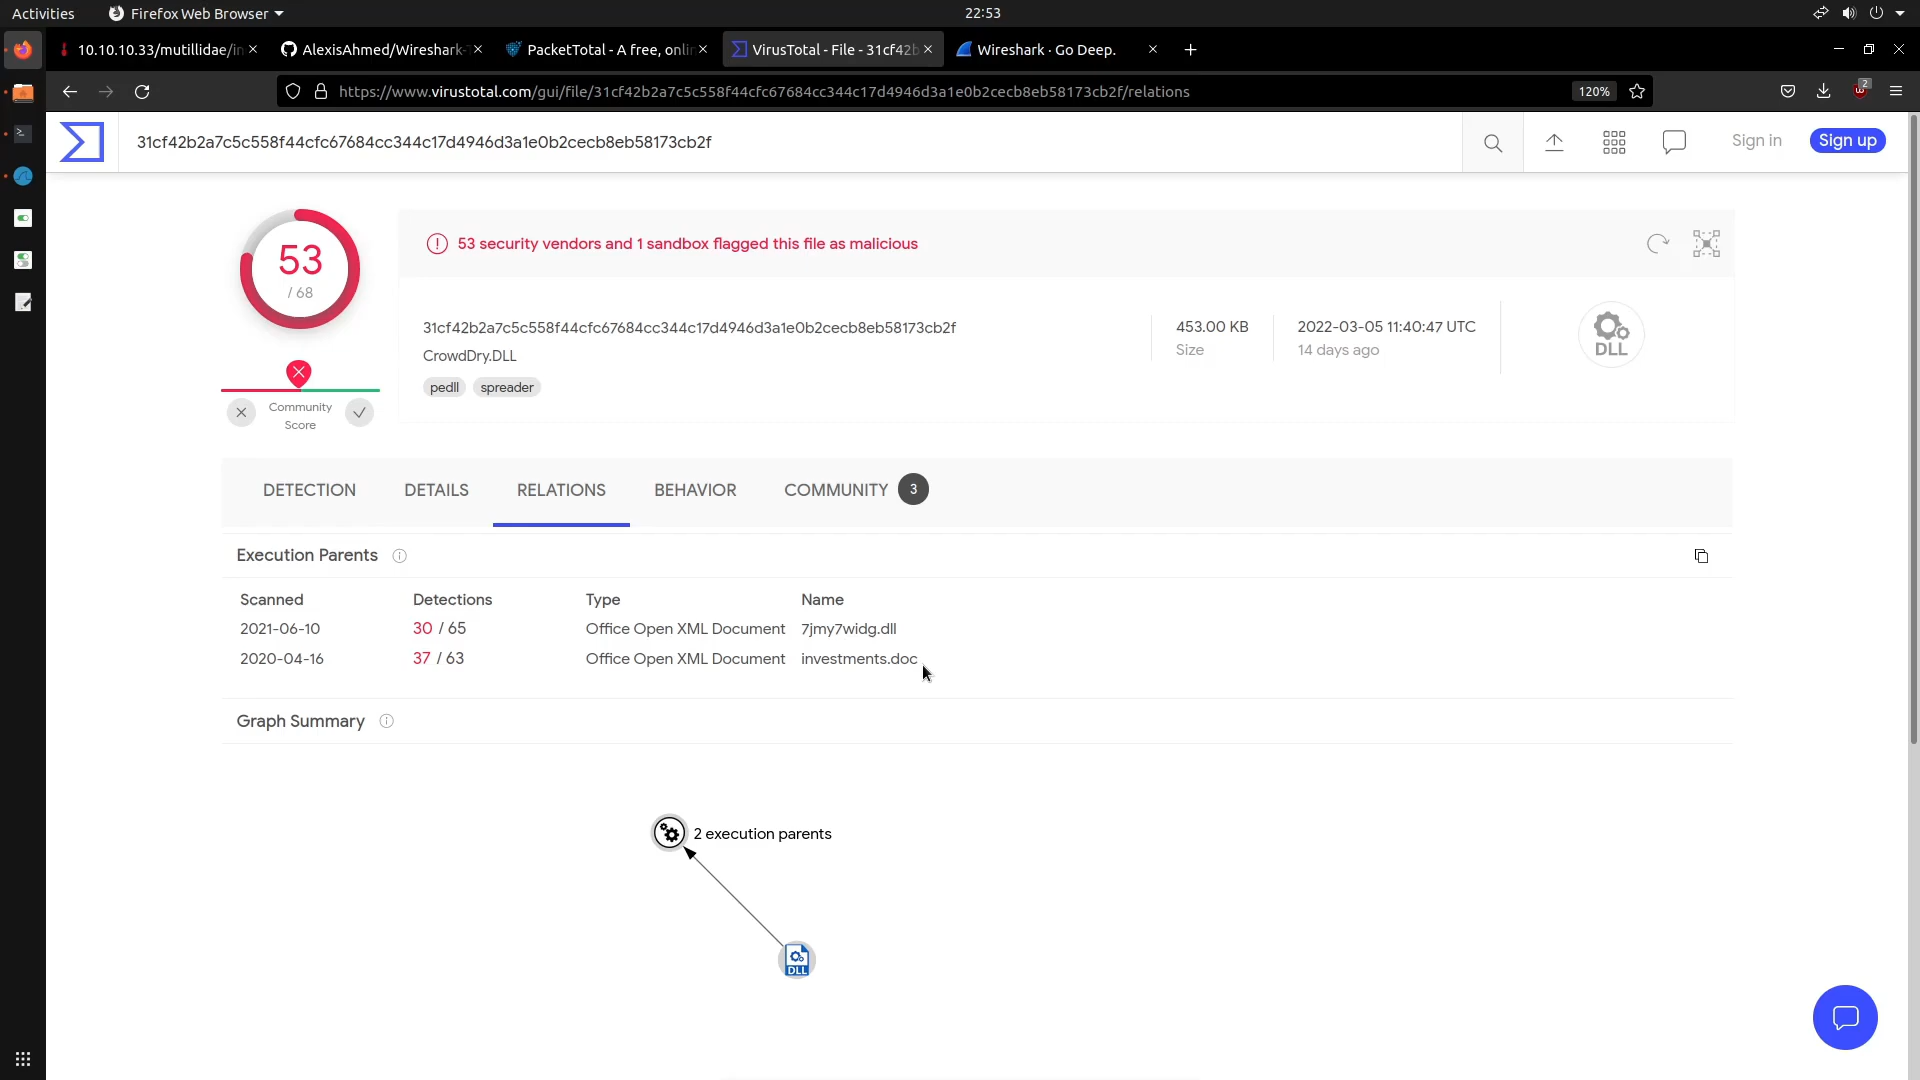 Activities
Firefox Web Browser
22:53
10.10.10.33/mutillidae/in
AlexisAhmed/Wireshark-
PacketTotal - A free, onlin
VirusTotal - File - 31cf42b
Wireshark · Go Deep.
https://www.virustotal.com/gui/file/31cf42b2a7c5c558f44cfc67684cc344c17d4946d3a1e0b2cecb8eb58173cb2f/relations
120%
2
31cf42b2a7c5c558f44cfc67684cc344c17d4946d3a1e0b2cecb8eb58173cb2f
Sign in
Sign up
53
/ 68
53 security vendors and 1 sandbox flagged this file as malicious
31cf42b2a7c5c558f44cfc67684cc344c17d4946d3a1e0b2cecb8eb58173cb2f
CrowdDry.DLL
pedll
spreader
453.00 KB
Size
2022-03-05 11:40:47 UTC
14 days ago
DLL
Community
Score
DETECTION
DETAILS
RELATIONS
BEHAVIOR
COMMUNITY
3
Execution Parents
Scanned Detections Type Name
2021-06-10 30 / 65 Office Open XML Document 7jmy7widg.dll
2020-04-16 37 / 63 Office Open XML Document investments.doc
Graph Summary
2 execution parents
DLL